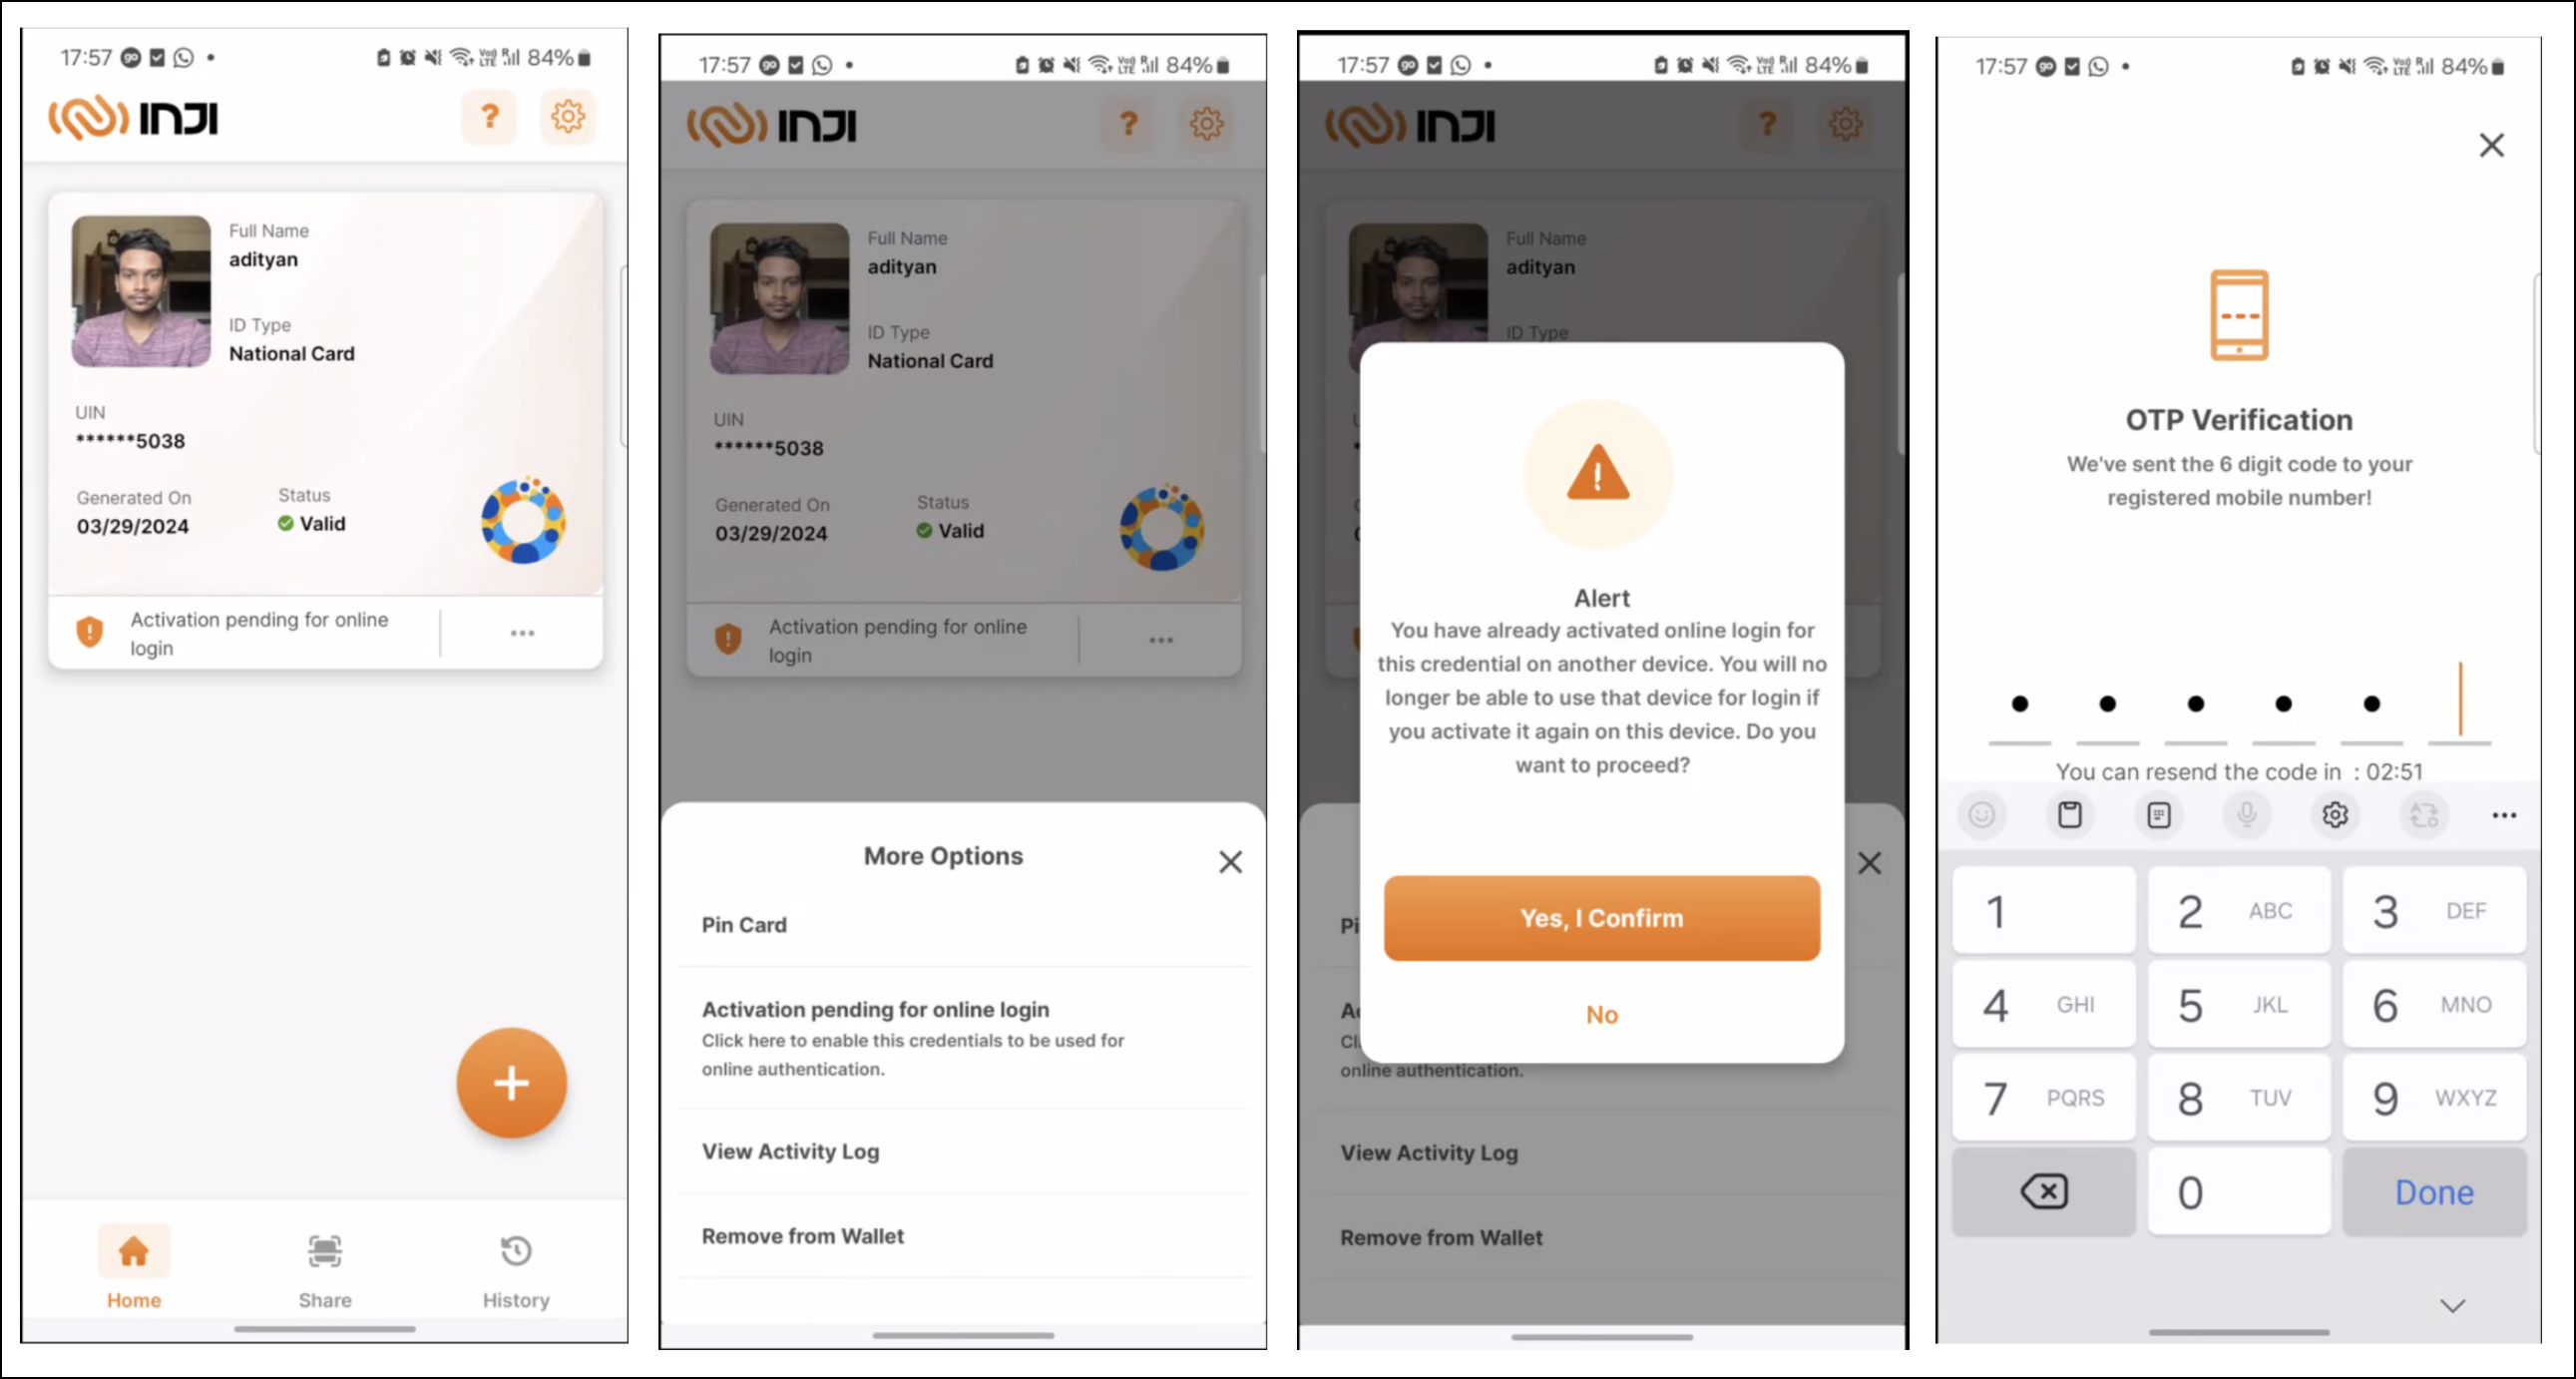 17:57
84%
INJI
?
Full Name
adityan
ID Type
National Card
UIN
******5038
Generated On
03/29/2024
Status
Valid
Activation pending for online
login
Home
Share
History
17:57
84%
INJI
?
Full Name
adityan
ID Type
National Card
UIN
******5038
Generated On
03/29/2024
Status
Valid
Activation pending for online
login
More Options
Pin Card
Activation pending for online login
Click here to enable this credentials to be used for
online authentication.
View Activity Log
Remove from Wallet
17:57
84%
INJI
?
Full Name
adityan
ID Type
Alert
You have already activated online login for
this credential on another device. You will no
longer be able to use that device for login if
you activate it again on this device. Do you
want to proceed?
Yes, I Confirm
No
online authentication.
View Activity Log
Remove from Wallet
17:57
84%
OTP Verification
We've sent the 6 digit code to your
registered mobile number!
You can resend the code in : 02:51
1
2 ABC
3 DEF
4 GHI
5 JKL
6 MNO
7 PQRS
8 TUV
9 WXYZ
0
Done